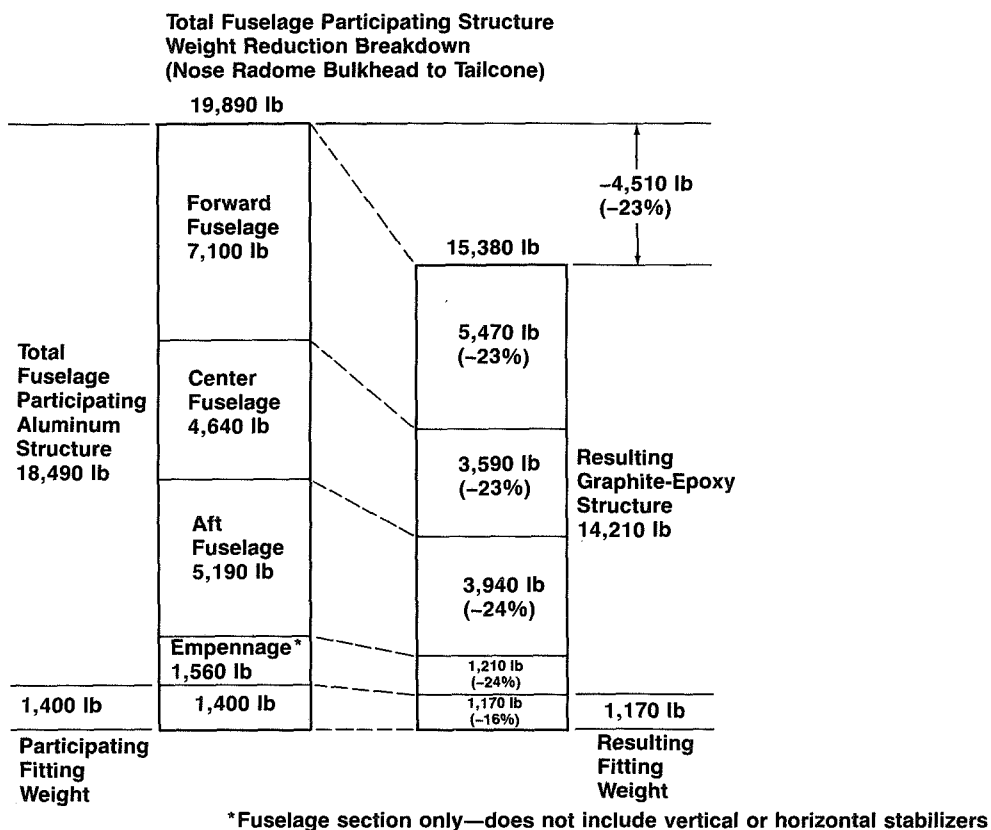 Total Fuselage Participating Structure
Weight Reduction Breakdown
(Nose Radome Bulkhead to Tailcone)
19,890 lb
Forward
Fuselage
7,100 lb
Center
Fuselage
4,640 lb
Aft
Fuselage
5,190 lb
Empennage*
1,560 lb
1,400 lb
Total
Fuselage
Participating
Aluminum
Structure
18,490 lb
1,400 lb
Participating
Fitting
Weight
15,380 lb
5,470 lb
(–23%)
3,590 lb
(–23%)
3,940 lb
(–24%)
1,210 lb
(–24%)
1,170 lb
(–16%)
–4,510 lb
(–23%)
Resulting
Graphite-Epoxy
Structure
14,210 lb
1,170 lb
Resulting
Fitting
Weight
*Fuselage section only—does not include vertical or horizontal stabilizers